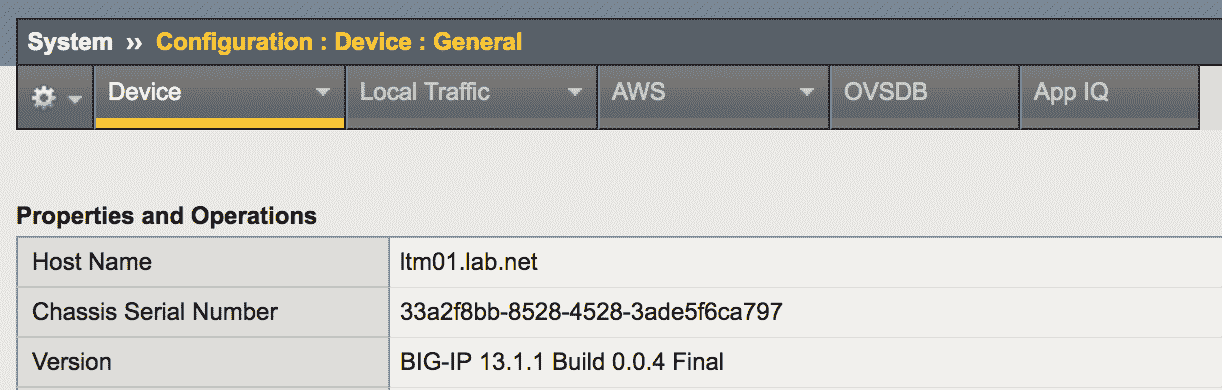 System ›› Configuration : Device : General
Device Local Traffic AWS OVSDB App IQ
Properties and Operations
Host Name ltm01.lab.net
Chassis Serial Number 33a2f8bb-8528-4528-3ade5f6ca797
Version BIG-IP 13.1.1 Build 0.0.4 Final